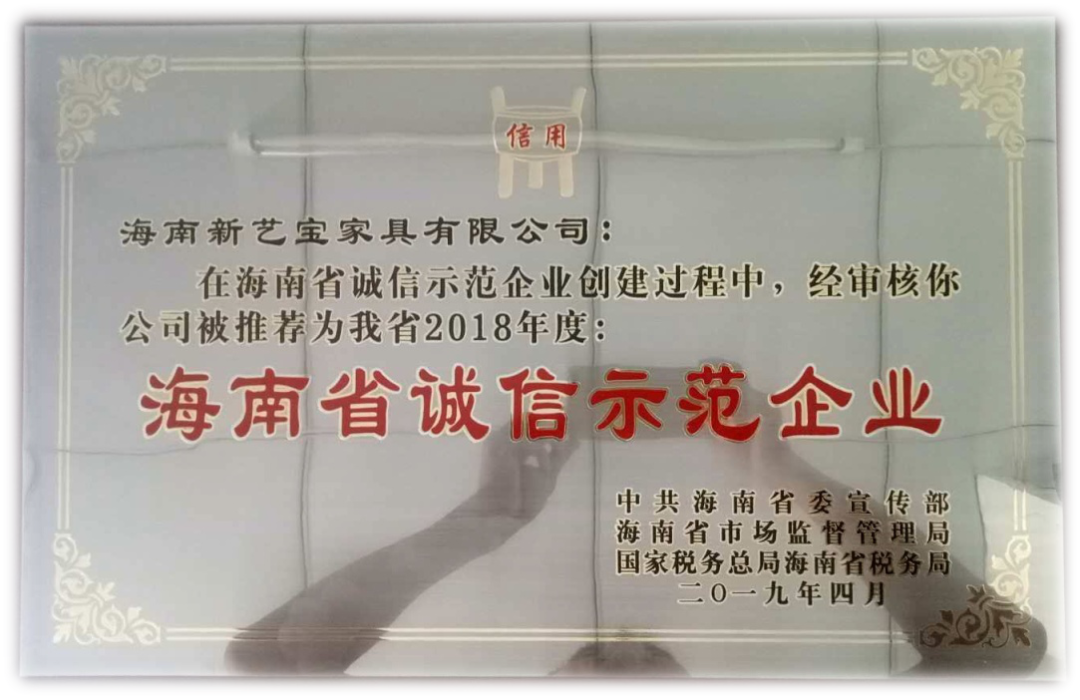 信用
海南新艺宝家具有限公司：
在海南省诚信示范企业创建过程中，经审核你
公司被推荐为我省2018年度：
海南省诚信示范企业
中共海南省委宣传部
海南省市场监督管理局
国家税务总局海南省税务局
二〇一九年四月